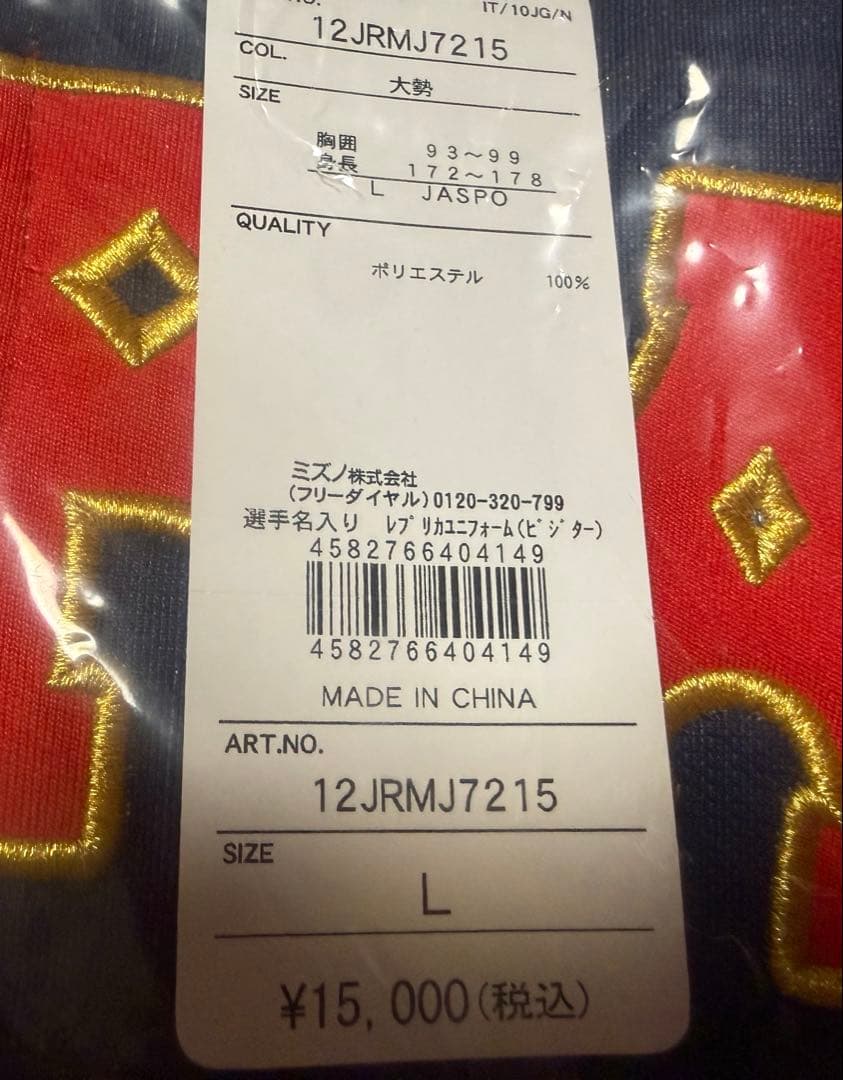 NO.
IT/10JG/N
12JRMJ7215
COL.
大勢
SIZE
胸囲 93～99
身長 172～178
L JASPO
QUALITY
ポリエステル 100%
ミズノ株式会社
(フリーダイヤル)0120-320-799
選手名入り ﾚﾌﾟﾘｶﾕﾆﾌｫｰﾑ(ﾋﾞｼﾞﾀｰ)
4582766404149
4582766404149
MADE IN CHINA
ART.NO.
12JRMJ7215
SIZE
L
¥15,000(税込)